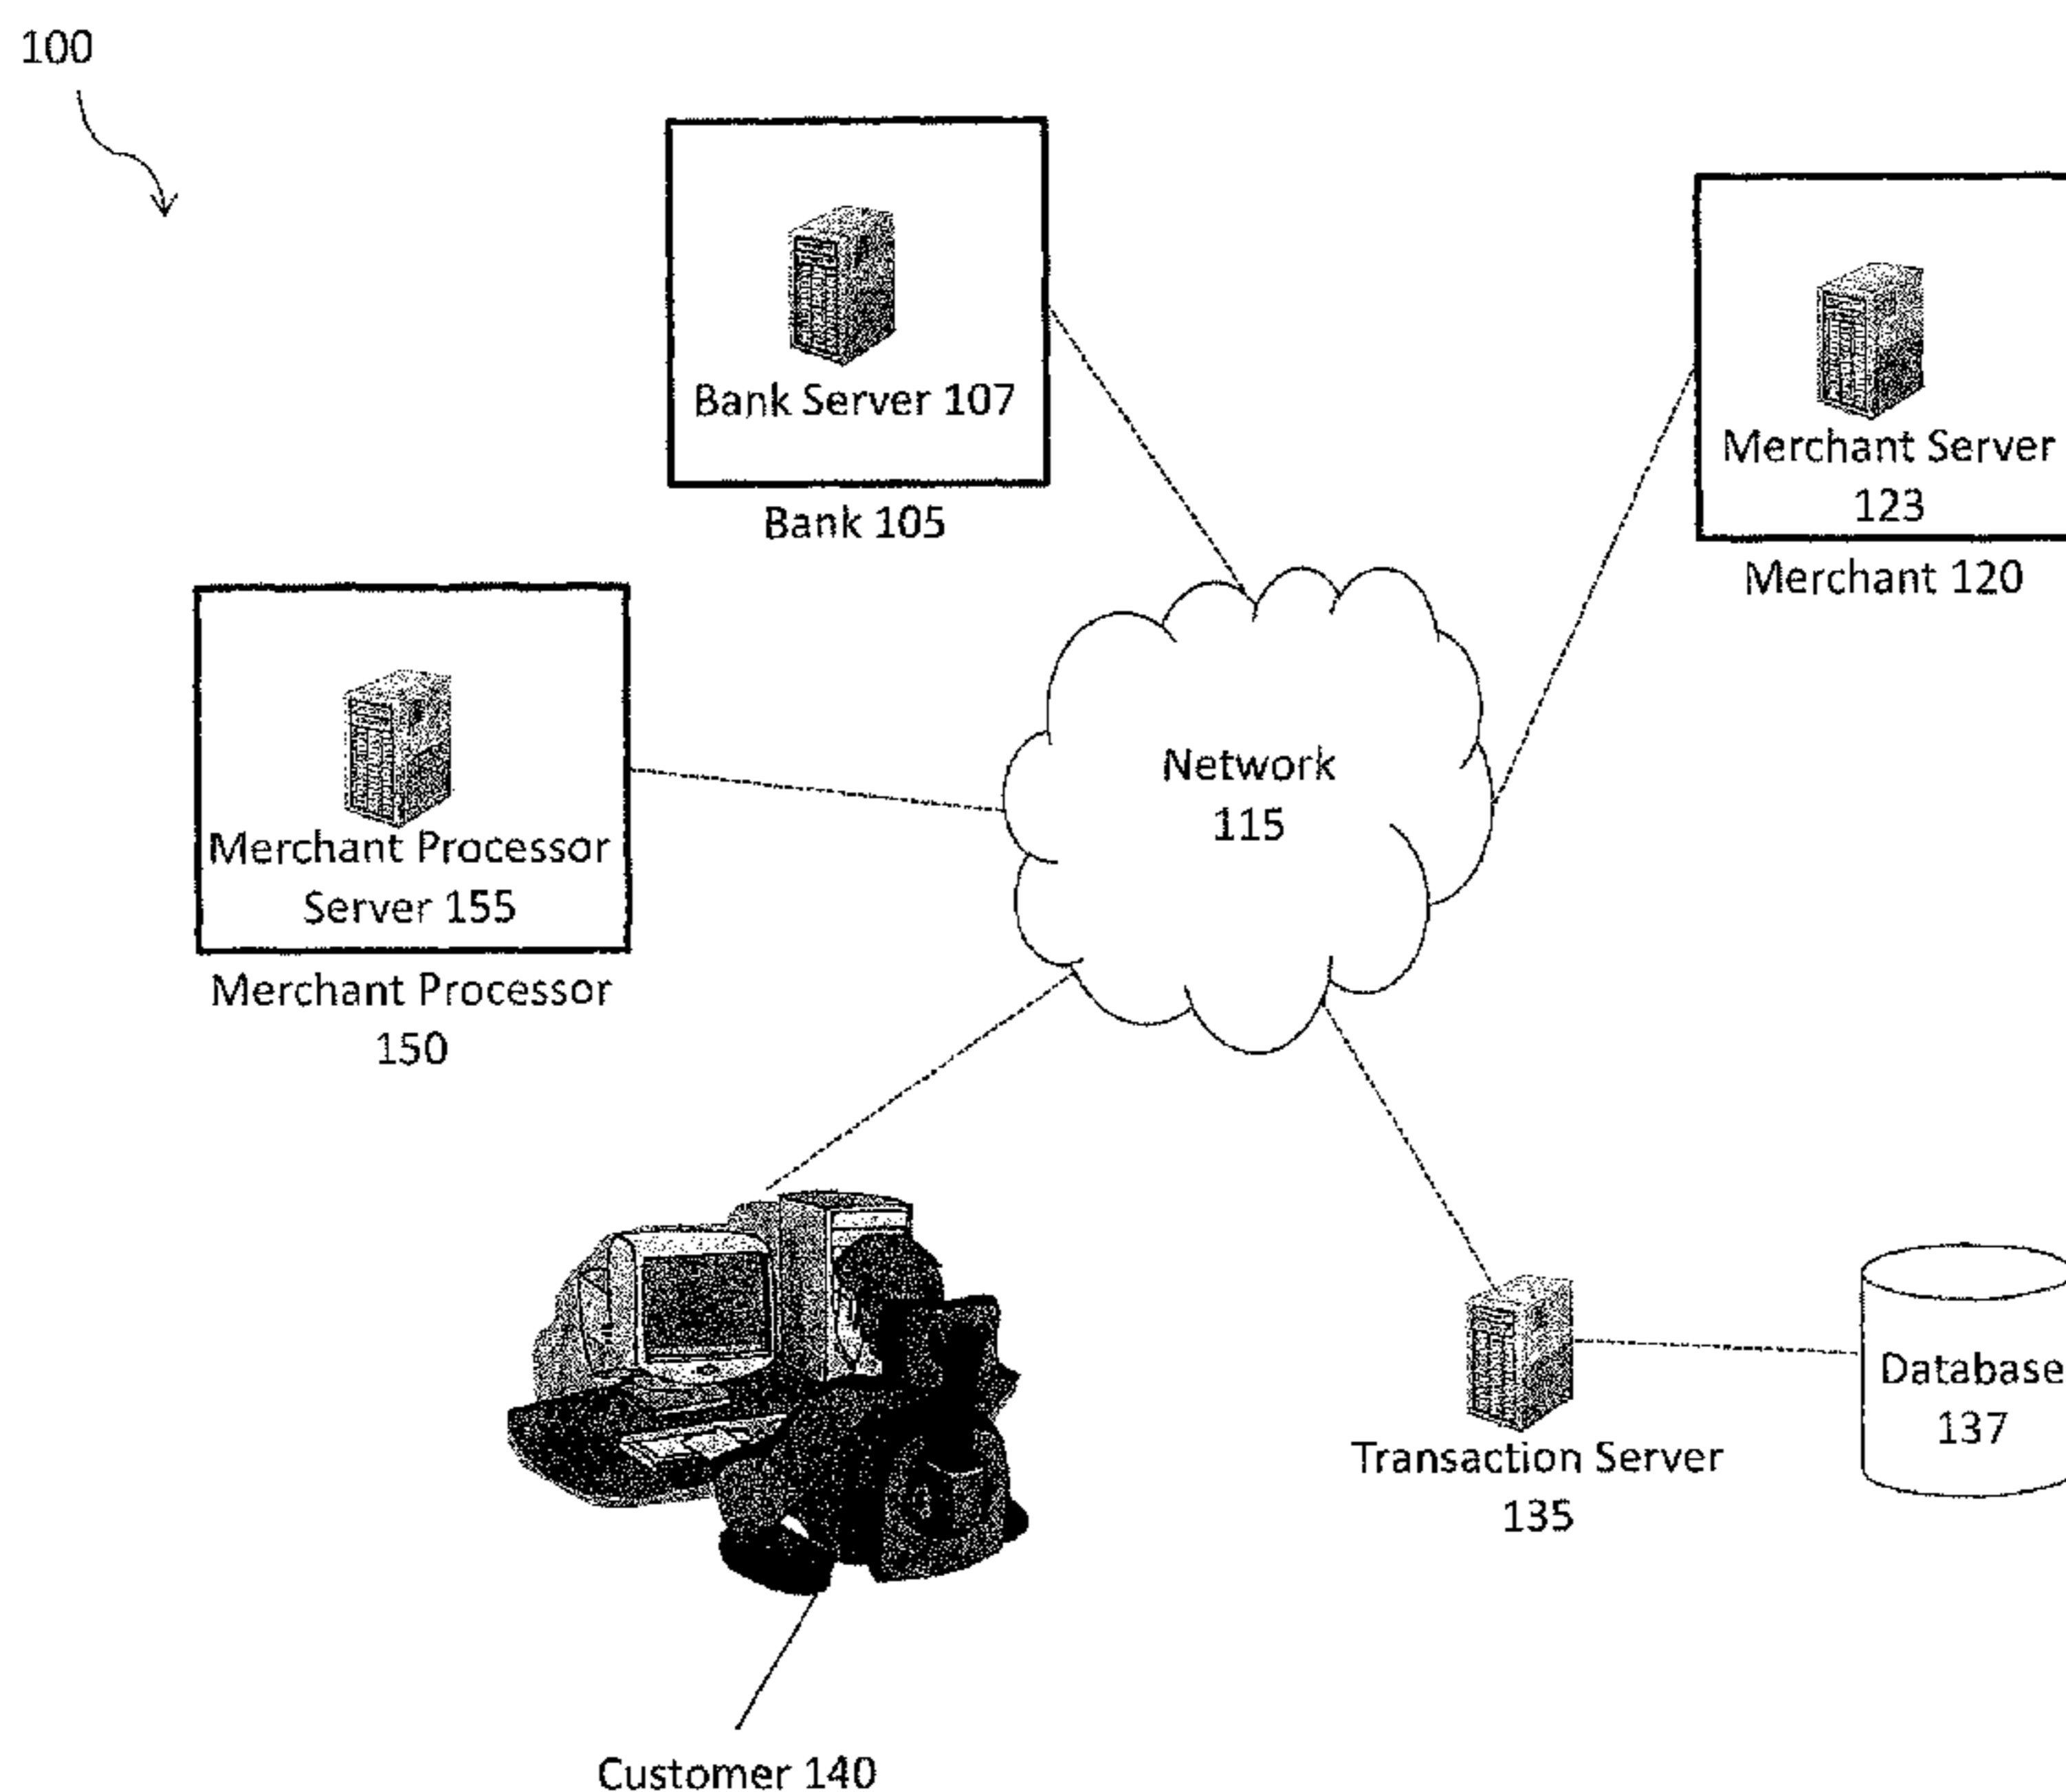 100
Bank Server 107
Bank 105
Merchant Server
123
Merchant 120
Merchant Processor
Server 155
Merchant Processor
150
Network
115
Transaction Server
135
Database
137
Customer 140